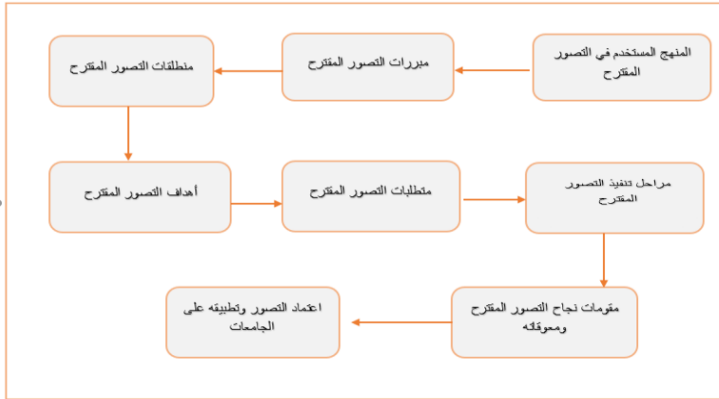 المنهج المستخدم في التصور
المقترح
مبررات التصور المقترح
منطلقات التصور المقترح
أهداف التصور المقترح
متطلبات التصور المقترح
مراحل تنفيذ التصور
المقترح
مقومات نجاح التصور المقترح
ومعوقاته
اعتماد التصور وتطبيقه على
الجامعات